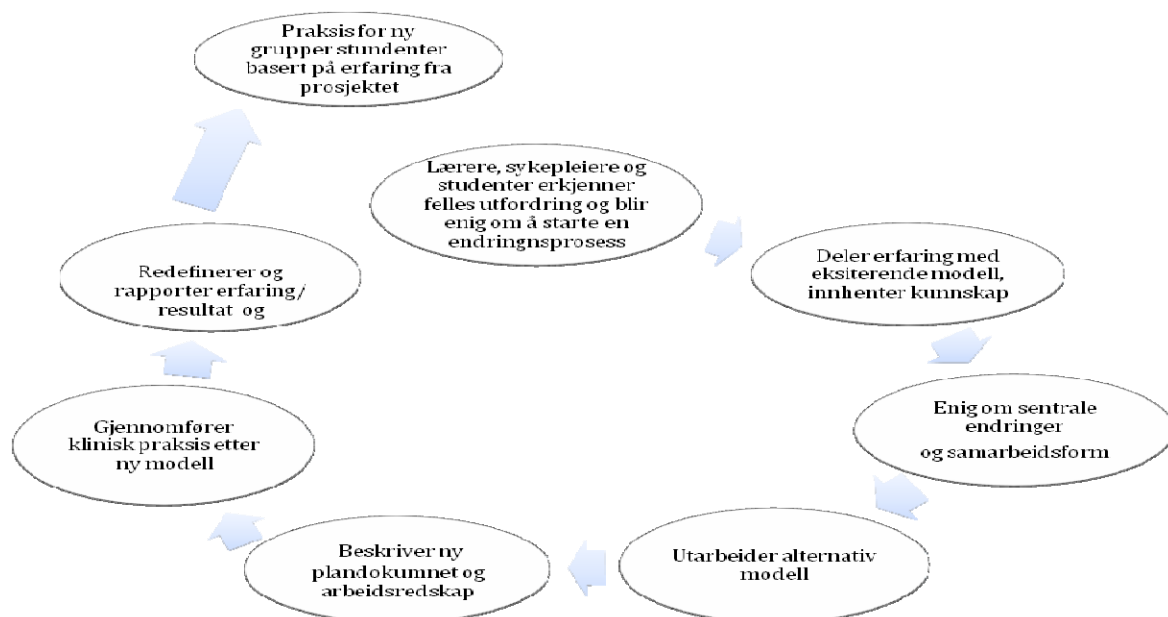 Praksis for ny
grupper stundenter
basert på erfaring fra
prosjektet
Lærere, sykepleiere og
studenter erkjenner
felles utfordring og blir
enig om å starte en
endringnsprosess
Deler erfaring med
eksiterende modell,
innhenter kunnskap
Enig om sentrale
endringer
og samarbeidsform
Utarbeider alternativ
modell
Beskriver ny
plandokumnet og
arbeidsredskap
Gjennomfører
klinisk praksis etter
ny modell
Redefinerer og
rapporter erfaring/
resultat og